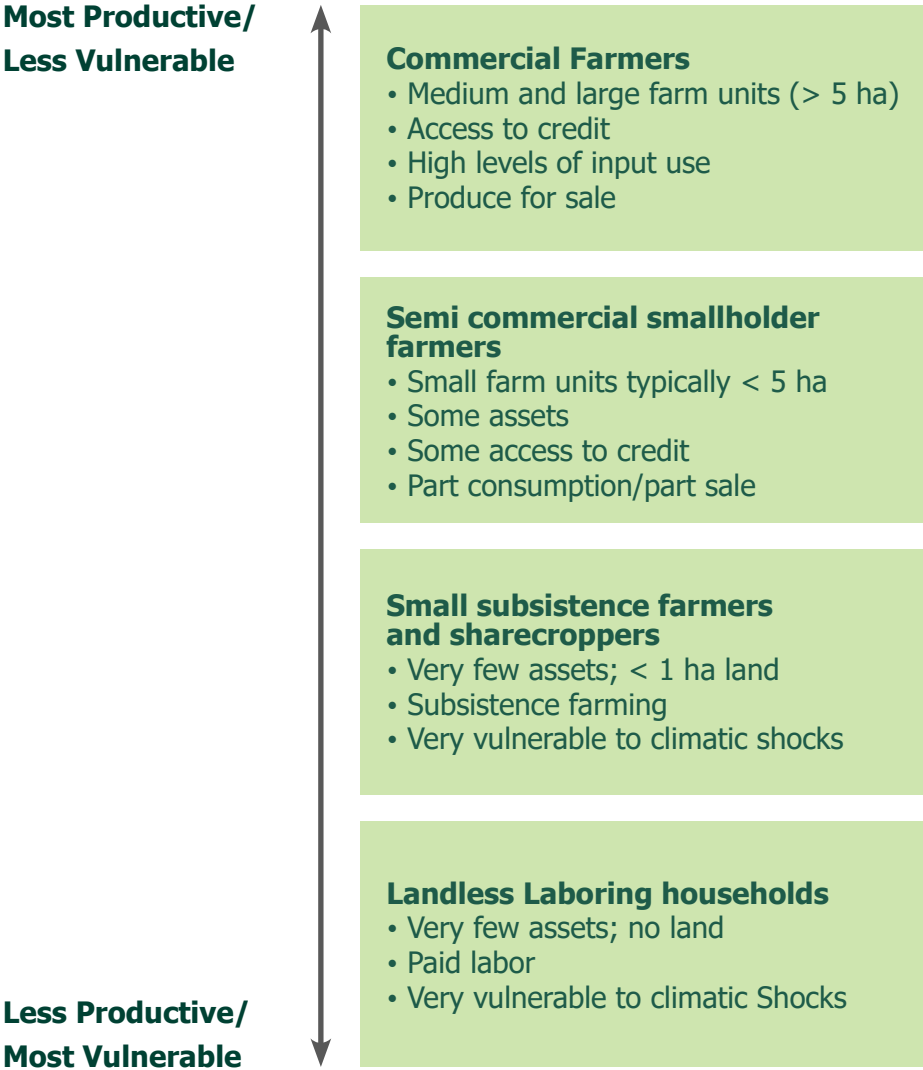 Most Productive/
Less Vulnerable
Commercial Farmers
• Medium and large farm units (> 5 ha)
• Access to credit
• High levels of input use
• Produce for sale
Semi commercial smallholder
farmers
• Small farm units typically < 5 ha
• Some assets
• Some access to credit
• Part consumption/part sale
Small subsistence farmers
and sharecroppers
• Very few assets; < 1 ha land
• Subsistence farming
• Very vulnerable to climatic shocks
Landless Laboring households
• Very few assets; no land
• Paid labor
• Very vulnerable to climatic Shocks
Less Productive/
Most Vulnerable